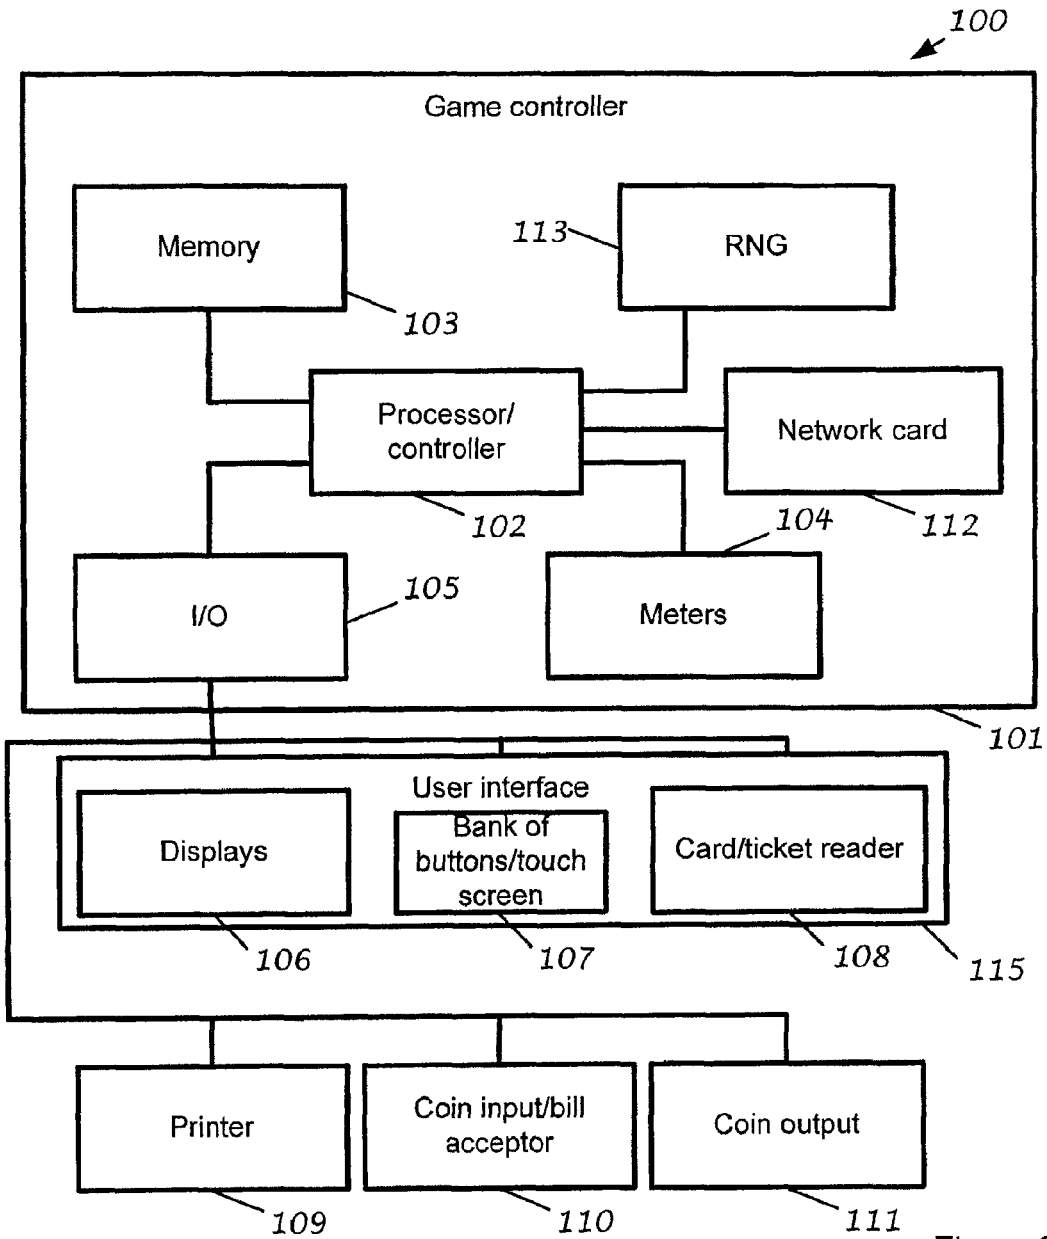 100
Game controller
Memory
113
RNG
103
Processor/
controller
Network card
102
104
112
I/O
105
Meters
101
User interface
Displays
Bank of
buttons/touch
screen
Card/ticket reader
106
107
108
115
Printer
Coin input/bill
acceptor
Coin output
109
110
111